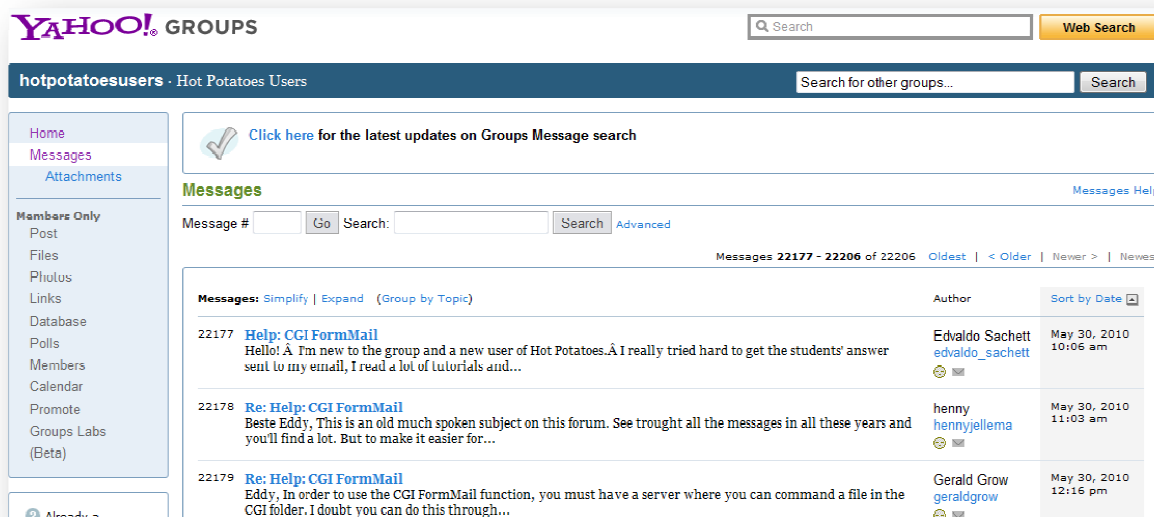 YAHOO! GROUPS
Search
Web Search
hotpotatoesusers · Hot Potatoes Users
Search for other groups...
Search
Home
Messages
Attachments
Members Only
Post
Files
Photos
Links
Database
Polls
Members
Calendar
Promote
Groups Labs
(Beta)
Already a
Click here for the latest updates on Groups Message search
Messages
Messages Help
Message # Go Search: Search Advanced
Messages 22177 - 22206 of 22206 Oldest | < Older | Newer > | Newes
Messages: Simplify | Expand (Group by Topic) Author Sort by Date
22177 Help: CGI FormMail
Hello! Â I'm new to the group and a new user of Hot Potatoes.Â I really tried hard to get the students' answer
sent to my email, I read a lot of tutorials and...
Edvaldo Sachett
edvaldo_sachett
May 30, 2010
10:06 am
22178 Re: Help: CGI FormMail
Beste Eddy, This is an old much spoken subject on this forum. See trought all the messages in all these years and
you'll find a lot. But to make it easier for...
henny
hennyjellema
May 30, 2010
11:03 am
22179 Re: Help: CGI FormMail
Eddy, In order to use the CGI FormMail function, you must have a server where you can command a file in the
CGI folder. I doubt you can do this through...
Gerald Grow
geraldgrow
May 30, 2010
12:16 pm